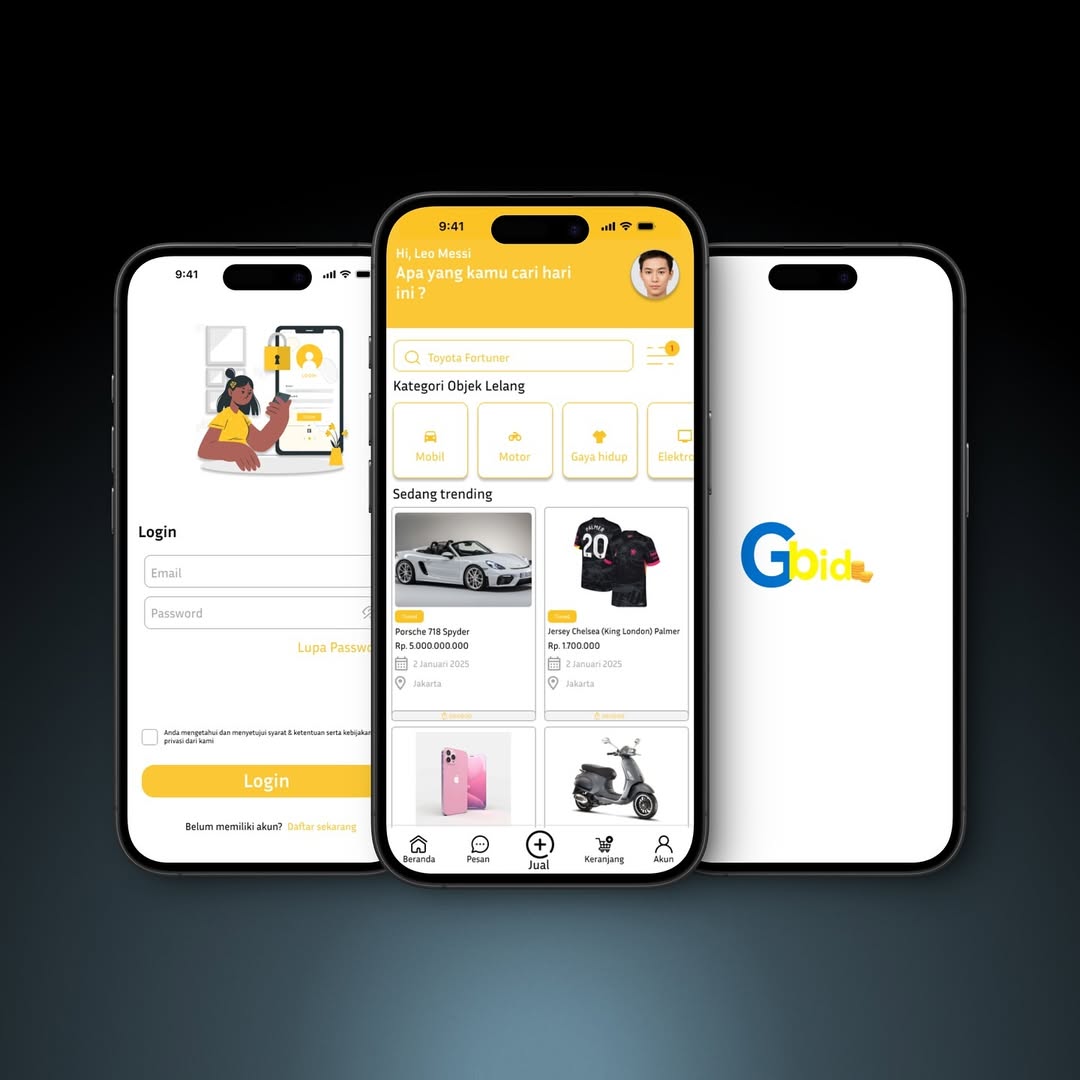 9:41
LOGIN
Login
Email
Password
Lupa Passwo
Anda mengetahui dan menyetujui syarat & ketentuan serta kebijakan
privasi dari kami
Login
Belum memiliki akun? Daftar sekarang
9:41
Hi, Leo Messi
Apa yang kamu cari hari
ini ?
Toyota Fortuner
1
Kategori Objek Lelang
Mobil
Motor
Gaya hidup
Elektro
Sedang trending
PALMER
20
Porsche 718 Spyder
Rp. 5.000.000.000
2 Januari 2025
Jakarta
Jersey Chelsea (King London) Palmer
Rp. 1.700.000
2 Januari 2025
Jakarta
Beranda
Pesan
Jual
Keranjang
Akun
Gbid